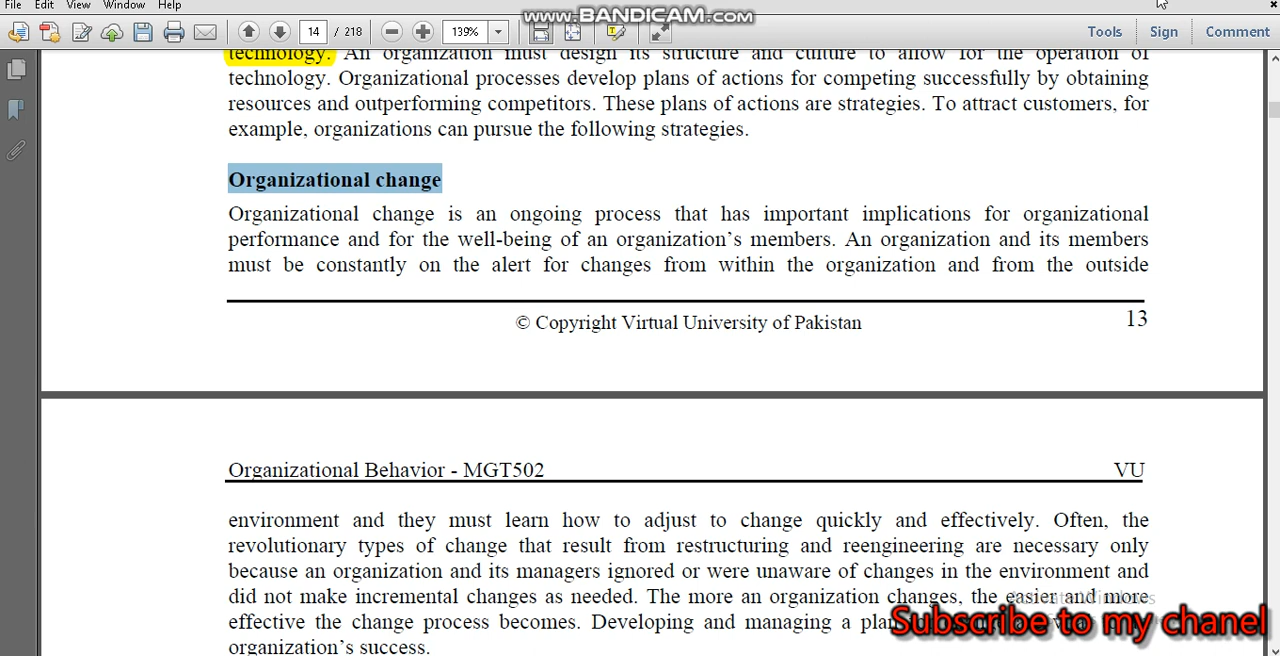 File Edit View Window Help
www.BANDICAM.com
14 / 218 139% Tools Sign Comment
technology. An organization must design its structure and culture to allow for the operation of
technology. Organizational processes develop plans of actions for competing successfully by obtaining
resources and outperforming competitors. These plans of actions are strategies. To attract customers, for
example, organizations can pursue the following strategies.
Organizational change
Organizational change is an ongoing process that has important implications for organizational
performance and for the well-being of an organization’s members. An organization and its members
must be constantly on the alert for changes from within the organization and from the outside
© Copyright Virtual University of Pakistan 13
Organizational Behavior - MGT502 VU
environment and they must learn how to adjust to change quickly and effectively. Often, the
revolutionary types of change that result from restructuring and reengineering are necessary only
because an organization and its managers ignored or were unaware of changes in the environment and
did not make incremental changes as needed. The more an organization changes, the easier and more
effective the change process becomes. Developing and managing a plan
organization’s success.
Windows
Subscribe to my chanel